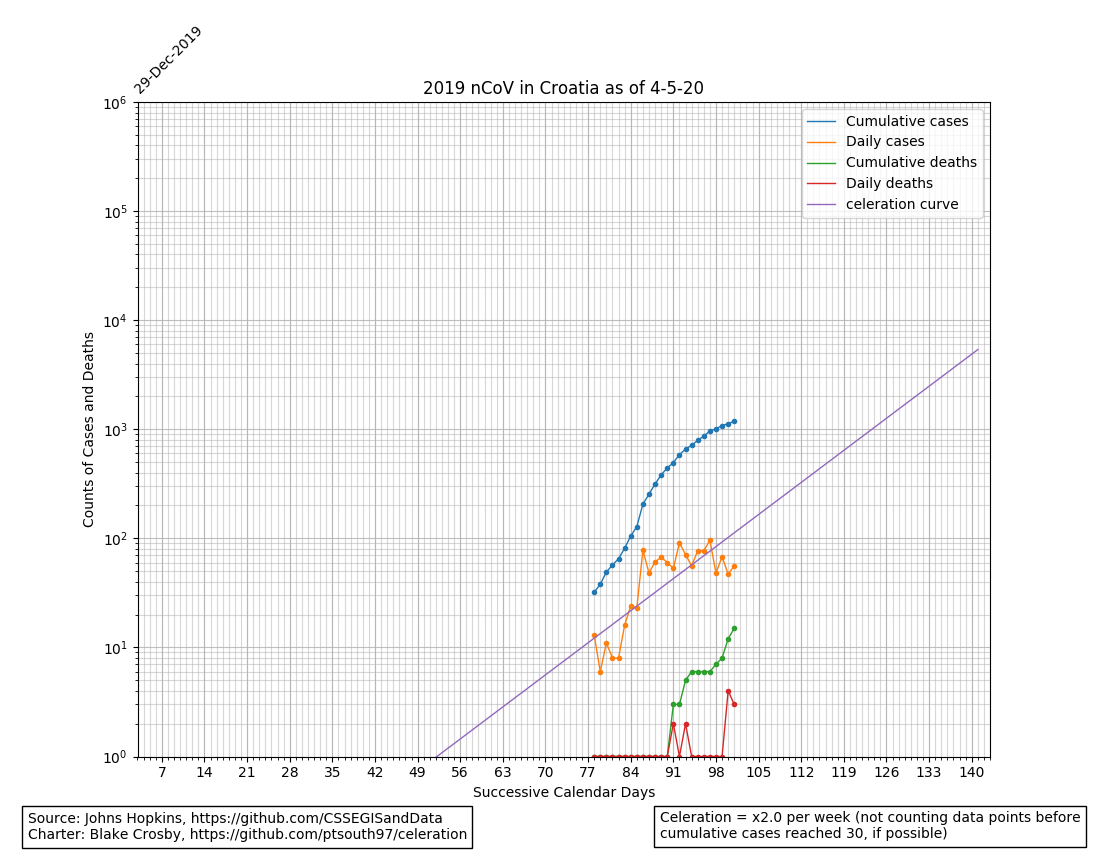 29-Dec-2019
2019 nCoV in Croatia as of 4-5-20
Cumulative cases
Daily cases
Cumulative deaths
Daily deaths
celeration curve
10^6
10^5
10^4
10^3
10^2
10^1
10^0
Counts of Cases and Deaths
7 14 21 28 35 42 49 56 63 70 77 84 91 98 105 112 119 126 133 140
Successive Calendar Days
Source: Johns Hopkins, https://github.com/CSSEGISandData
Charter: Blake Crosby, https://github.com/ptsouth97/celeration
Celeration = x2.0 per week (not counting data points before
cumulative cases reached 30, if possible)